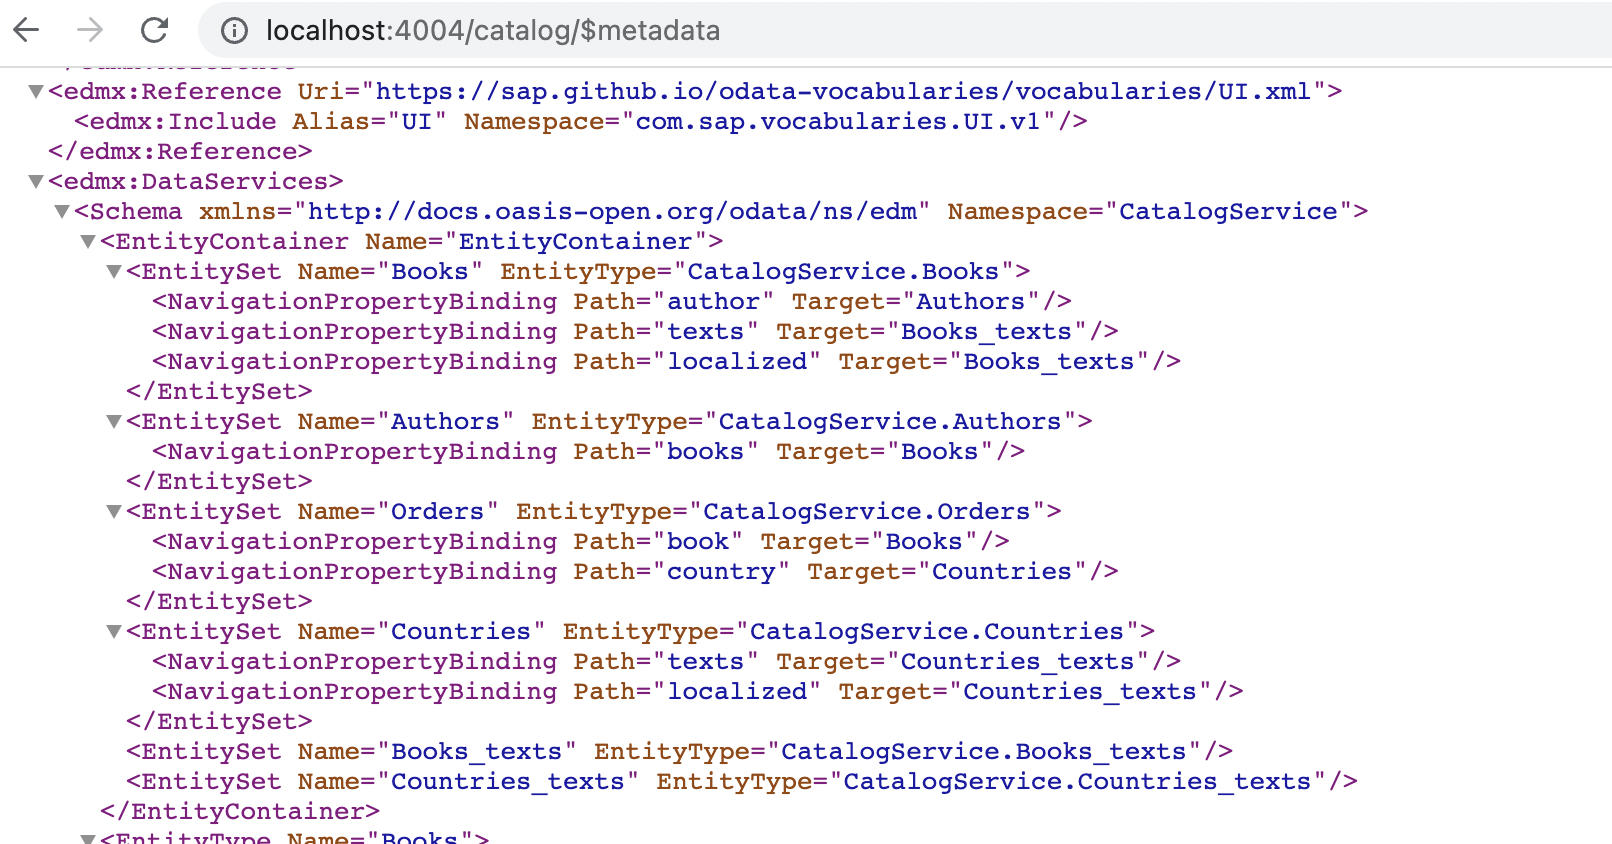 localhost:4004/catalog/$metadata
</edmx:Reference>
<edmx:Reference Uri="https://sap.github.io/odata-vocabularies/vocabularies/UI.xml">
<edmx:Include Alias="UI" Namespace="com.sap.vocabularies.UI.v1"/>
</edmx:Reference>
<edmx:DataServices>
<Schema xmlns="http://docs.oasis-open.org/odata/ns/edm" Namespace="CatalogService">
<EntityContainer Name="EntityContainer">
<EntitySet Name="Books" EntityType="CatalogService.Books">
<NavigationPropertyBinding Path="author" Target="Authors"/>
<NavigationPropertyBinding Path="texts" Target="Books_texts"/>
<NavigationPropertyBinding Path="localized" Target="Books_texts"/>
</EntitySet>
<EntitySet Name="Authors" EntityType="CatalogService.Authors">
<NavigationPropertyBinding Path="books" Target="Books"/>
</EntitySet>
<EntitySet Name="Orders" EntityType="CatalogService.Orders">
<NavigationPropertyBinding Path="book" Target="Books"/>
<NavigationPropertyBinding Path="country" Target="Countries"/>
</EntitySet>
<EntitySet Name="Countries" EntityType="CatalogService.Countries">
<NavigationPropertyBinding Path="texts" Target="Countries_texts"/>
<NavigationPropertyBinding Path="localized" Target="Countries_texts"/>
</EntitySet>
<EntitySet Name="Books_texts" EntityType="CatalogService.Books_texts"/>
<EntitySet Name="Countries_texts" EntityType="CatalogService.Countries_texts"/>
</EntityContainer>
<EntityType Name="Books">